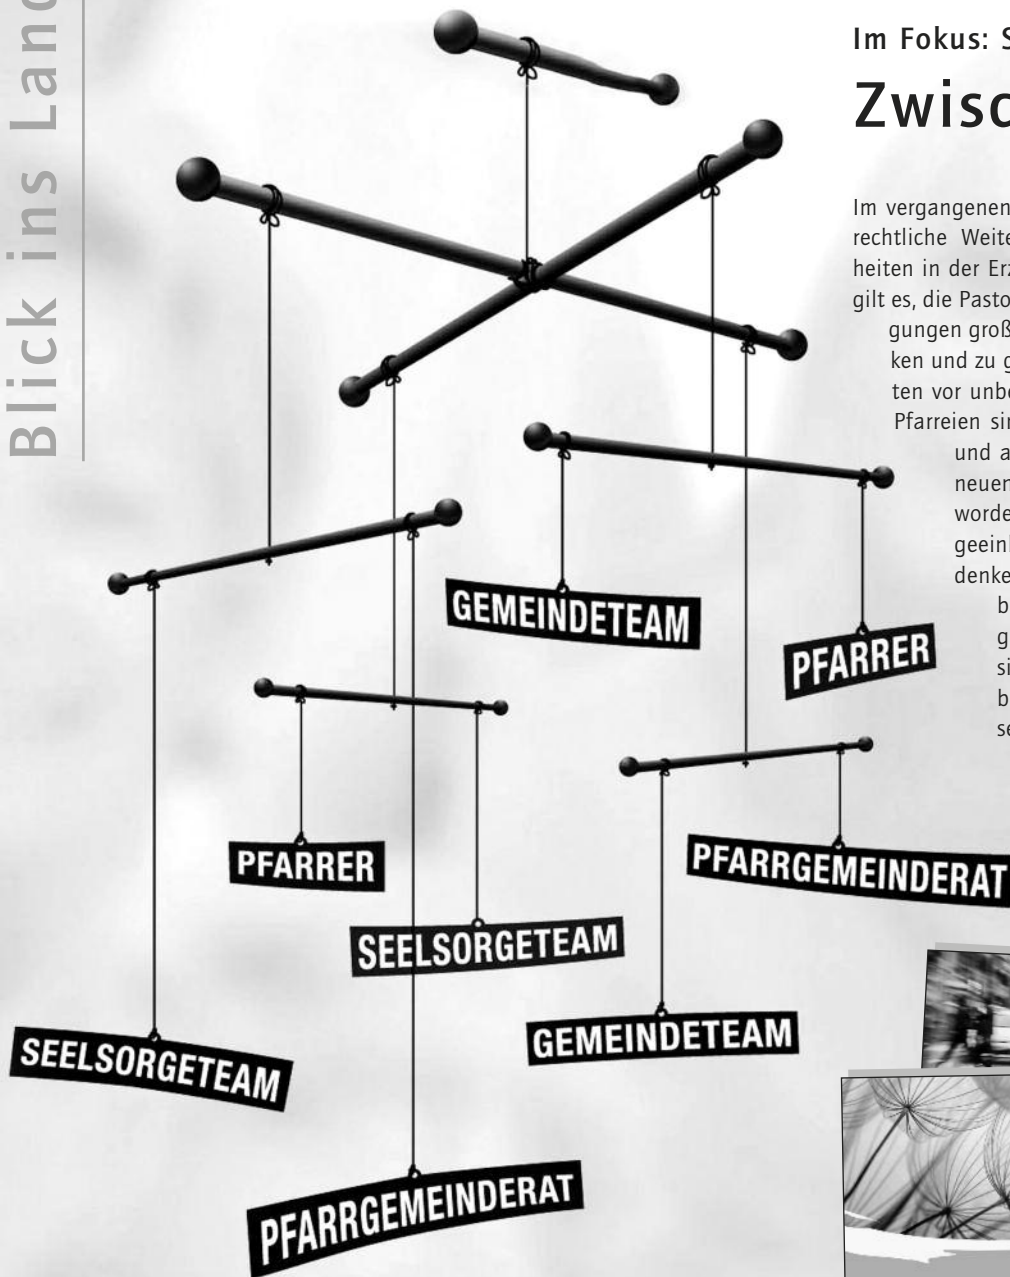 Blick ins Land
Im Fokus: S
Zwisc
Im vergangenen
rechtliche Weite
heiten in der Erz
gilt es, die Pasto
gungen groß
ken und zu g
ten vor unbe
Pfarreien sin
und a
neuen
worde
geeinl
denke
b
g
si
b
se
GEMEINDETEAM
PFARRER
PFARRER
PFARRGEMEINDERAT
SEELSORGETEAM
GEMEINDETEAM
SEELSORGETEAM
PFARRGEMEINDERAT